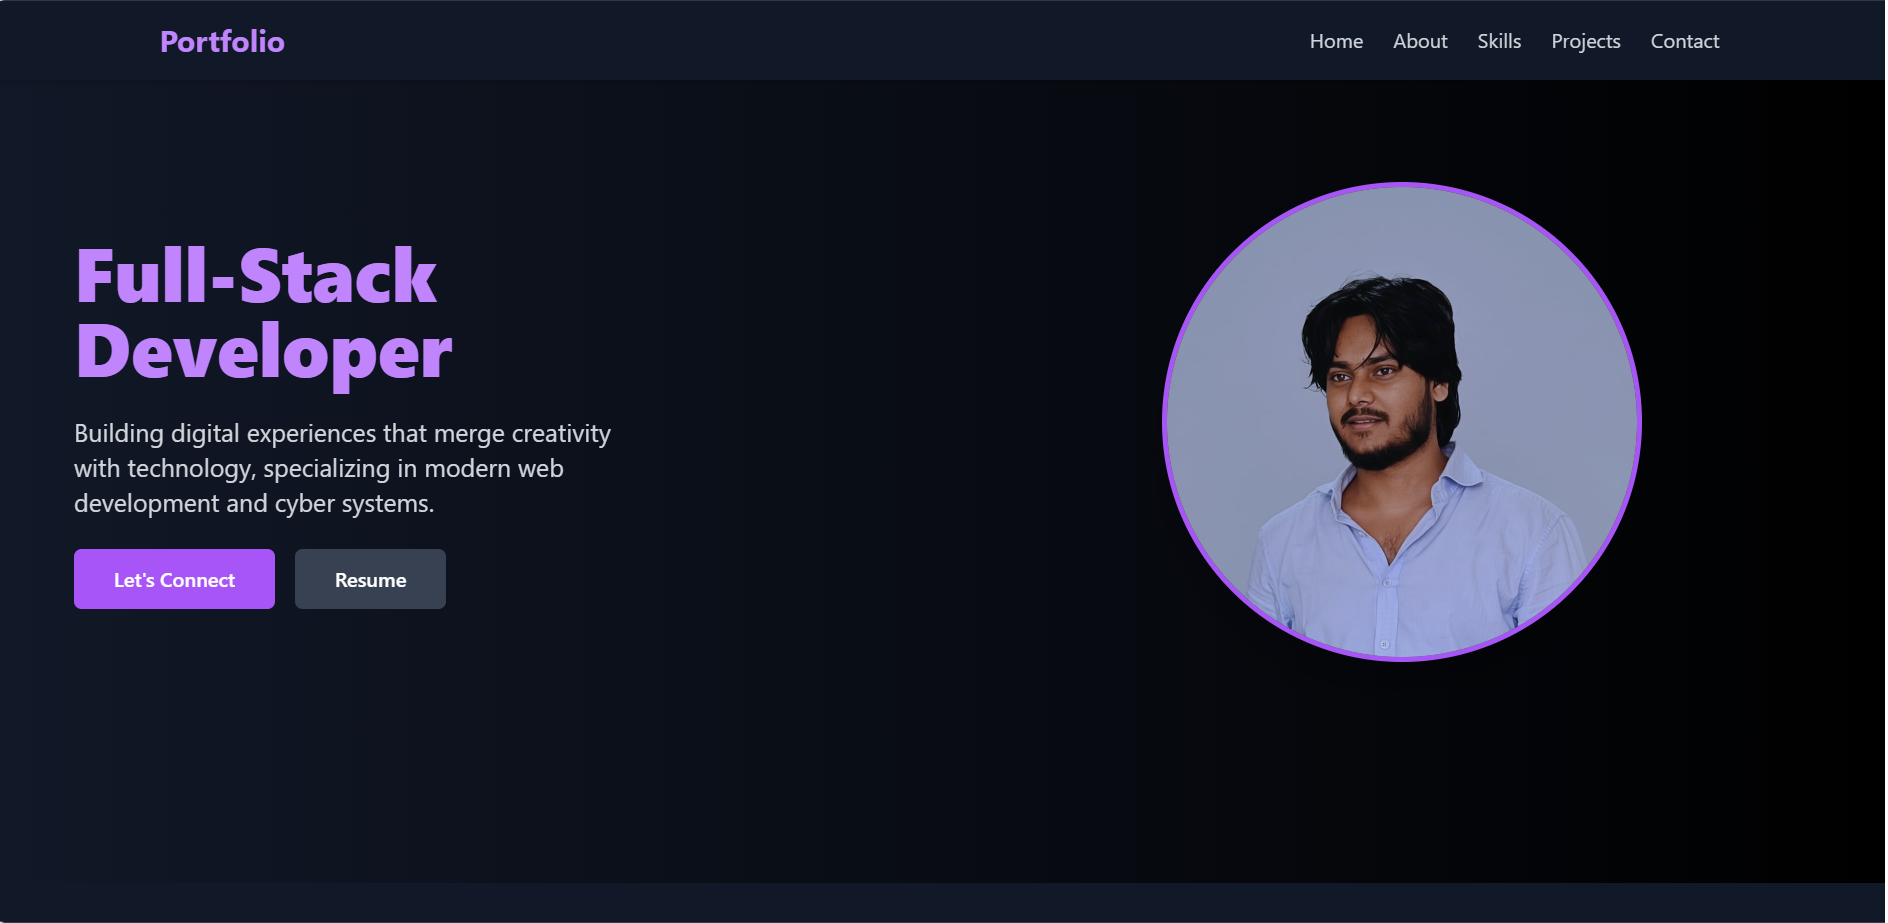 Portfolio
Home About Skills Projects Contact
Full-Stack
Developer
Building digital experiences that merge creativity
with technology, specializing in modern web
development and cyber systems.
Let's Connect
Resume